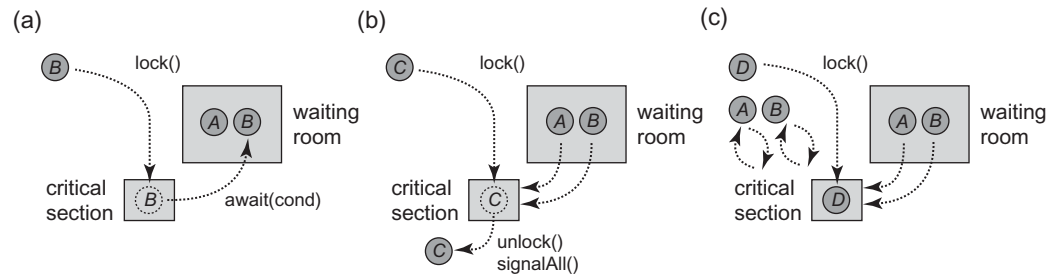 (a)
B
lock()
A B
waiting
room
critical
section
B
await(cond)
(b)
C
lock()
A B
waiting
room
critical
section
C
C
unlock()
signalAll()
(c)
D
lock()
A B
A B
waiting
room
critical
section
D